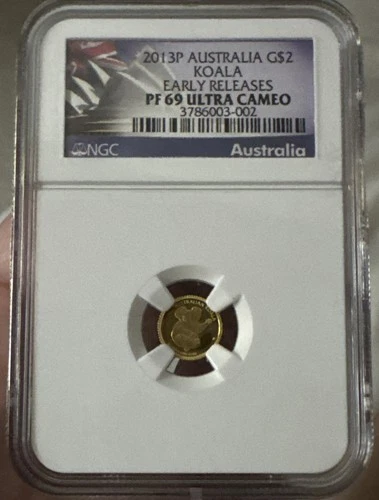 2013P AUSTRALIA G$2
KOALA
EARLY RELEASES
PF 69 ULTRA CAMEO
3786003-002
NGC
Australia